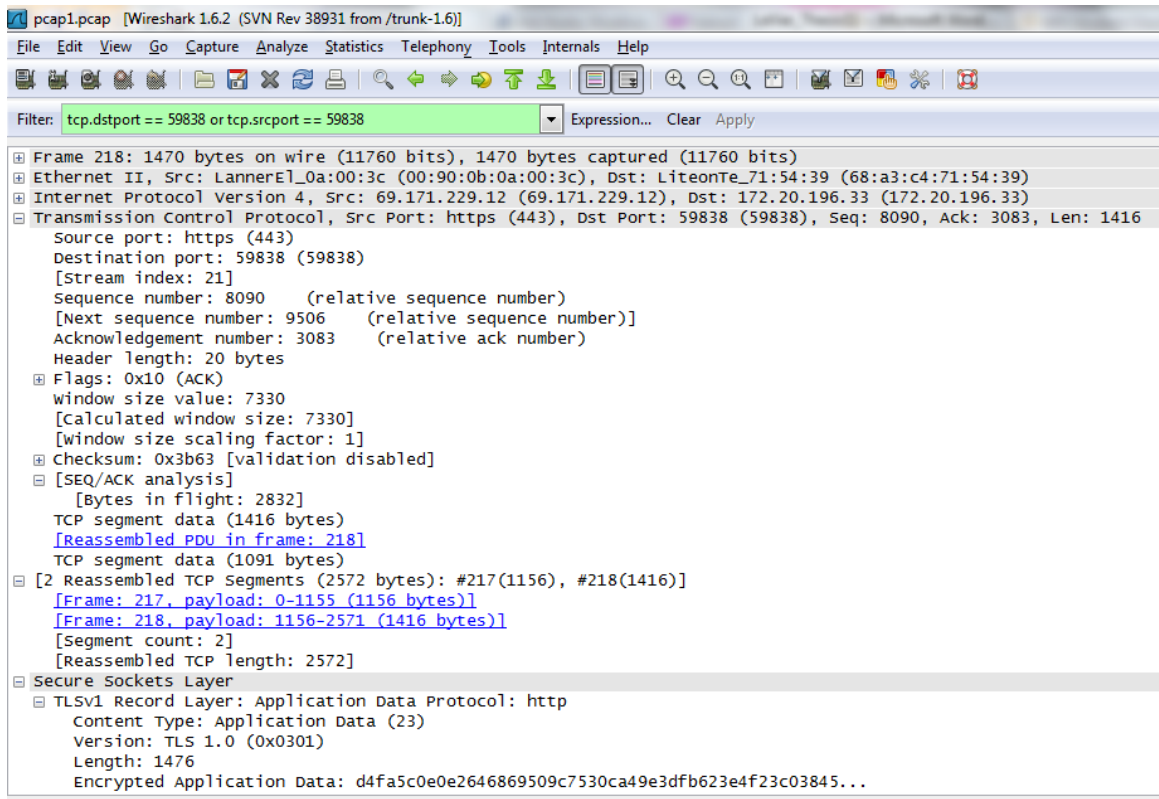 pcap1.pcap [Wireshark 1.6.2 (SVN Rev 38931 from /trunk-1.6)]
File Edit View Go Capture Analyze Statistics Telephony Tools Internals Help
Filter: tcp.dstport == 59838 or tcp.srcport == 59838 Expression... Clear Apply
Frame 218: 1470 bytes on wire (11760 bits), 1470 bytes captured (11760 bits)
Ethernet II, Src: LannerEl_0a:00:3c (00:90:0b:0a:00:3c), Dst: LiteonTe_71:54:39 (68:a3:c4:71:54:39)
Internet Protocol Version 4, Src: 69.171.229.12 (69.171.229.12), Dst: 172.20.196.33 (172.20.196.33)
Transmission Control Protocol, Src Port: https (443), Dst Port: 59838 (59838), Seq: 8090, Ack: 3083, Len: 1416
Source port: https (443)
Destination port: 59838 (59838)
[Stream index: 21]
Sequence number: 8090 (relative sequence number)
[Next sequence number: 9506 (relative sequence number)]
Acknowledgement number: 3083 (relative ack number)
Header length: 20 bytes
Flags: 0x10 (ACK)
Window size value: 7330
[Calculated window size: 7330]
[Window size scaling factor: 1]
Checksum: 0x3b63 [validation disabled]
[SEQ/ACK analysis]
[Bytes in flight: 2832]
TCP segment data (1416 bytes)
[Reassembled PDU in frame: 218]
TCP segment data (1091 bytes)
[2 Reassembled TCP Segments (2572 bytes): #217(1156), #218(1416)]
[Frame: 217, payload: 0-1155 (1156 bytes)]
[Frame: 218, payload: 1156-2571 (1416 bytes)]
[Segment count: 2]
[Reassembled TCP length: 2572]
Secure Sockets Layer
TLSv1 Record Layer: Application Data Protocol: http
Content Type: Application Data (23)
Version: TLS 1.0 (0x0301)
Length: 1476
Encrypted Application Data: d4fa5c0e0e2646869509c7530ca49e3dfb623e4f23c03845...